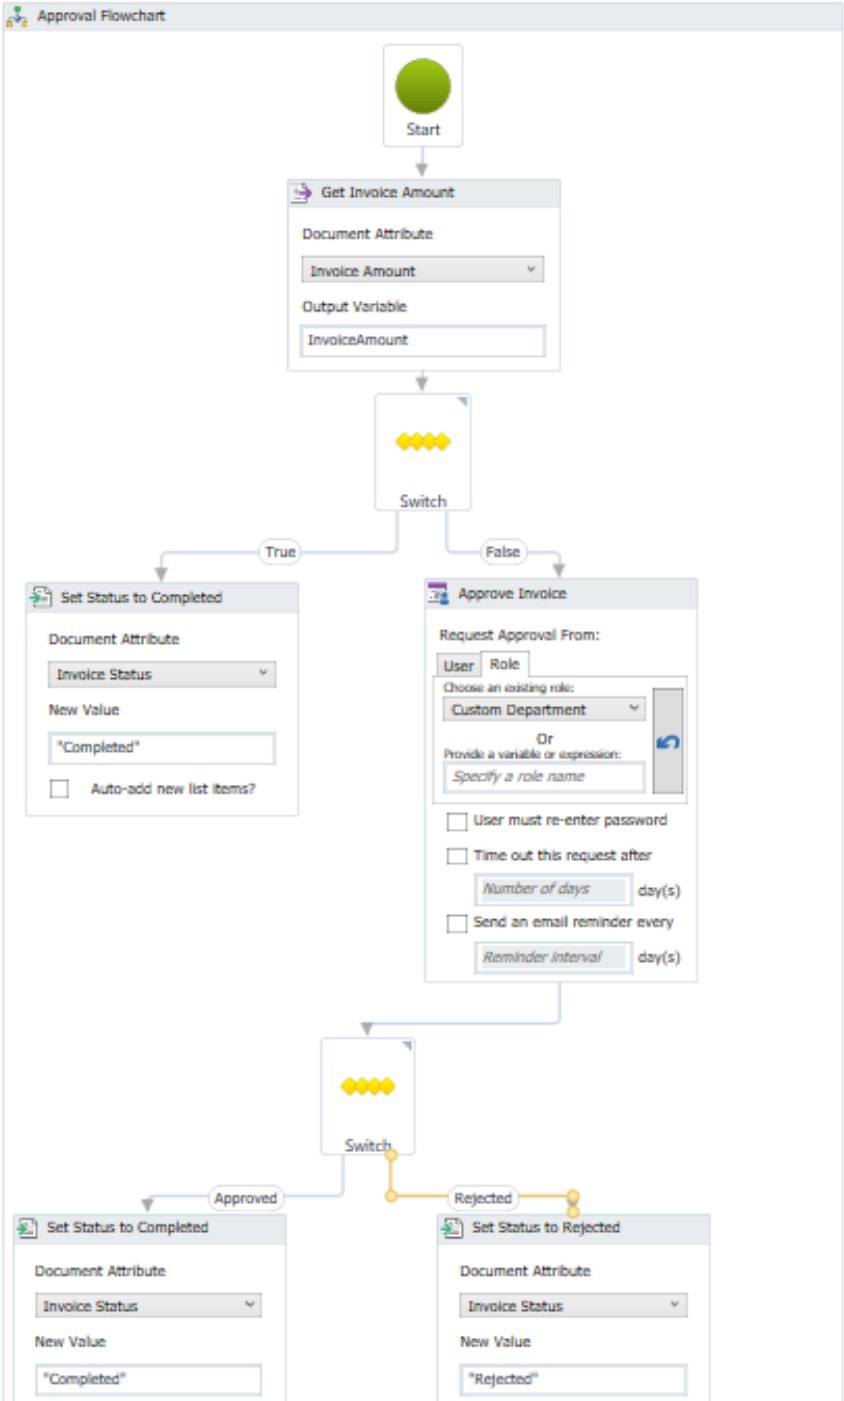 Approval Flowchart
Start
Get Invoice Amount
Document Attribute
Invoice Amount
Output Variable
InvoiceAmount
Switch
True
False
Set Status to Completed
Document Attribute
Invoice Status
New Value
"Completed"
Auto-add new list items?
Approve Invoice
Request Approval From:
User Role
Choose an existing role:
Custom Department
Or
Provide a variable or expression:
Specify a role name
User must re-enter password
Time out this request after
Number of days day(s)
Send an email reminder every
Reminder interval day(s)
Switch
Approved
Rejected
Set Status to Completed
Document Attribute
Invoice Status
New Value
"Completed"
Set Status to Rejected
Document Attribute
Invoice Status
New Value
"Rejected"